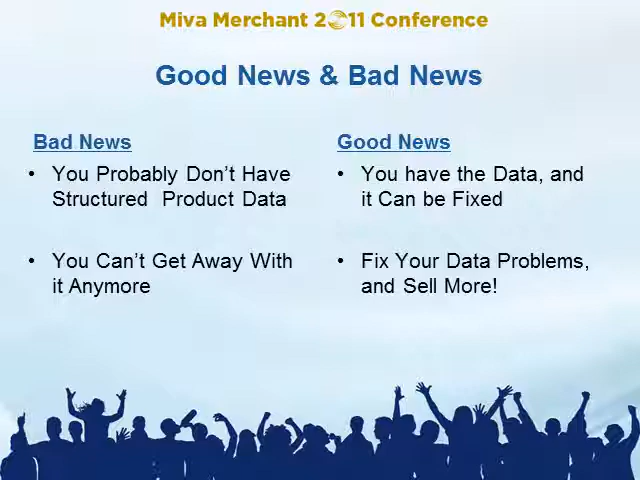 Miva Merchant 2011 Conference
Good News & Bad News
Bad News
• You Probably Don't Have
Structured Product Data
• You Can't Get Away With
it Anymore
Good News
• You have the Data, and
it Can be Fixed
• Fix Your Data Problems,
and Sell More!